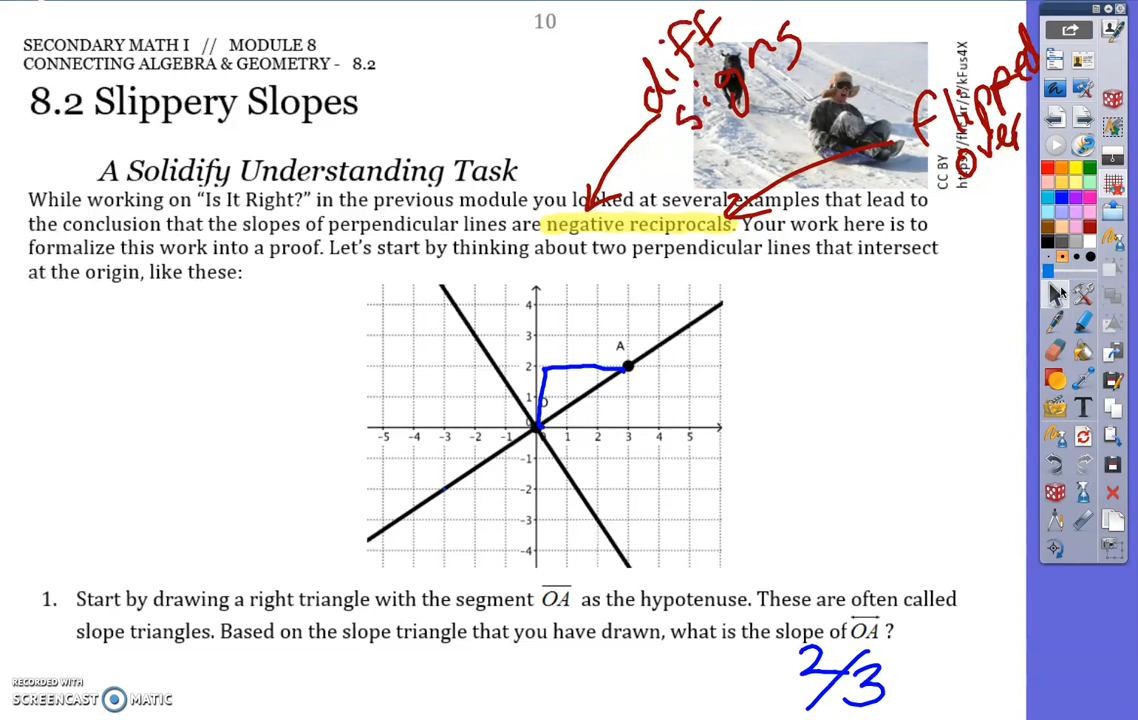 10
SECONDARY MATH I // MODULE 8
CONNECTING ALGEBRA & GEOMETRY - 8.2
8.2 Slippery Slopes
diff
signs
flipped
over
CC BY
https://flic.kr/p/kFus4X
A Solidify Understanding Task
While working on "Is It Right?" in the previous module you looked at several examples that lead to
the conclusion that the slopes of perpendicular lines are negative reciprocals. Your work here is to
formalize this work into a proof. Let's start by thinking about two perpendicular lines that intersect
at the origin, like these:
4
3
A
2
1
0
-5 -4 -3 -2 -1 1 2 3 4 5
-1
-2
-3
-4
1. Start by drawing a right triangle with the segment OA as the hypotenuse. These are often called
slope triangles. Based on the slope triangle that you have drawn, what is the slope of OA ?
2/3
RECORDED WITH
SCREENCAST MATIC
T